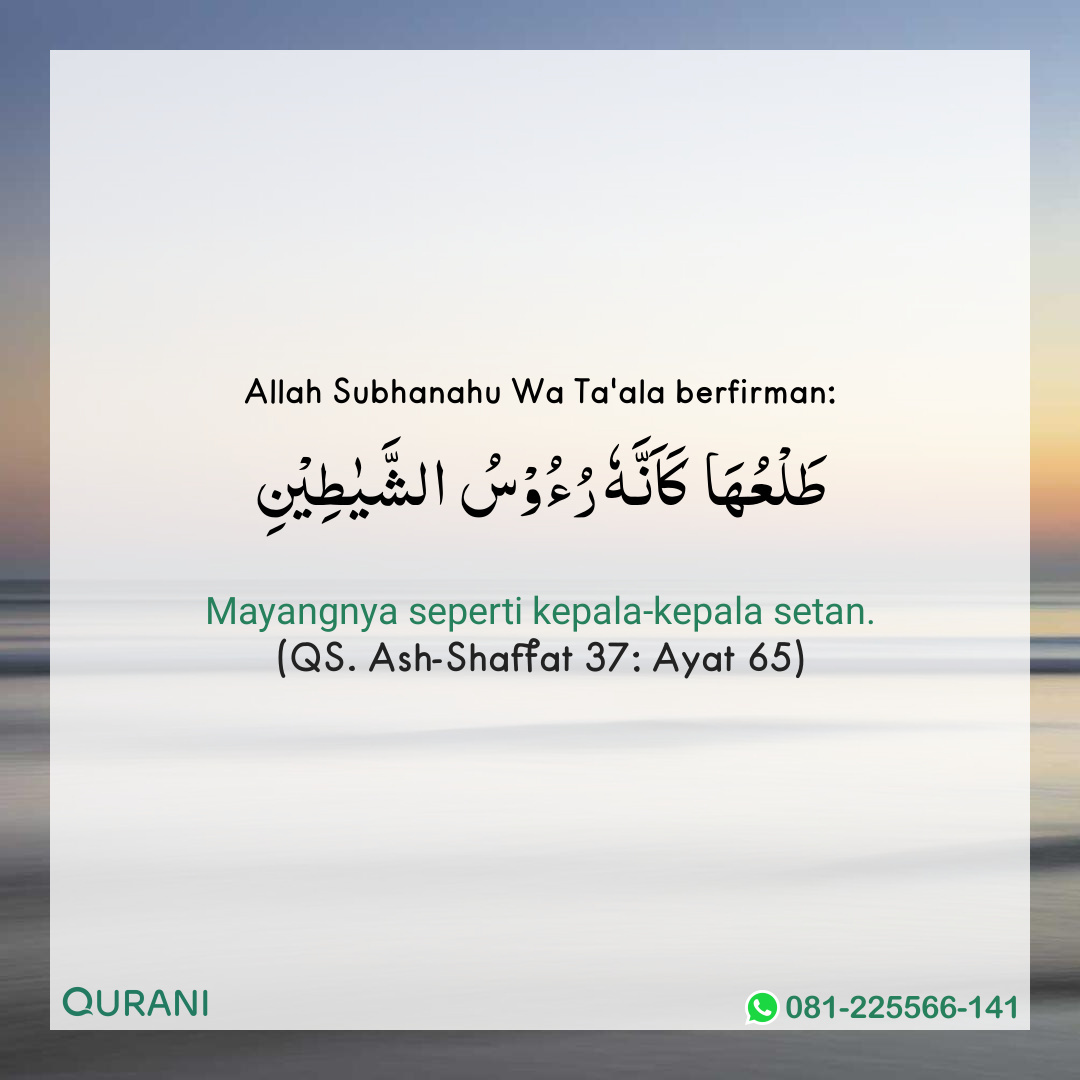 Allah Subhanahu Wa Ta'ala berfirman:
طَلْعُهَا كَاَنَّهٗ رُءُوْسُ الشَّيٰطِيْنِ
Mayangnya seperti kepala-kepala setan.
(QS. Ash-Shaffat 37: Ayat 65)
QURANI
081-225566-141